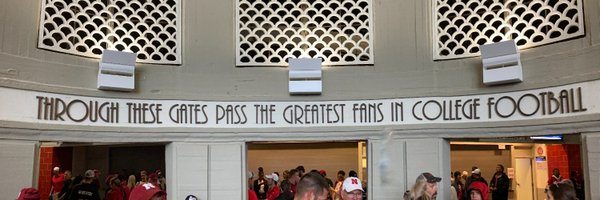 THROUGH THESE GATES PASS THE GREATEST FANS IN COLLEGE FOOTBALL
N